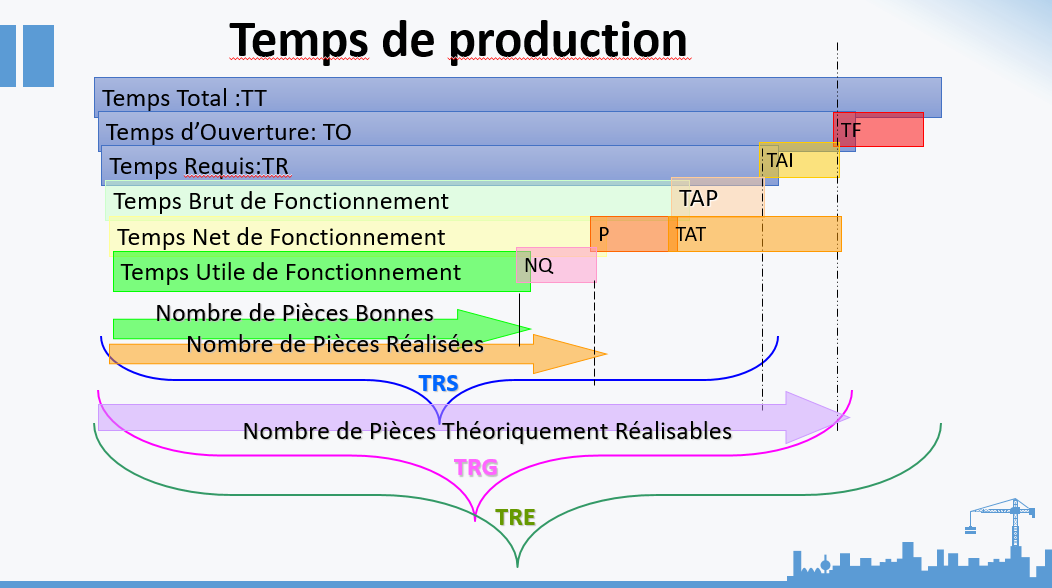 Temps de production
Temps Total :TT
Temps d'Ouverture: TO
TF
Temps Requis:TR
TAI
Temps Brut de Fonctionnement
TAP
Temps Net de Fonctionnement
P
TAT
Temps Utile de Fonctionnement
NQ
Nombre de Pièces Bonnes
Nombre de Pièces Réalisées
TRS
Nombre de Pièces Théoriquement Réalisables
TRG
TRE